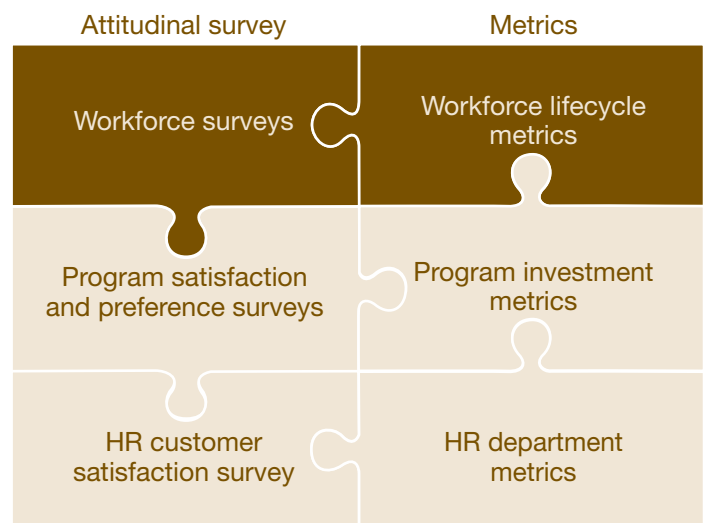 Attitudinal survey
Metrics
Workforce surveys
Workforce lifecycle
metrics
Program satisfaction
and preference surveys
Program investment
metrics
HR customer
satisfaction survey
HR department
metrics